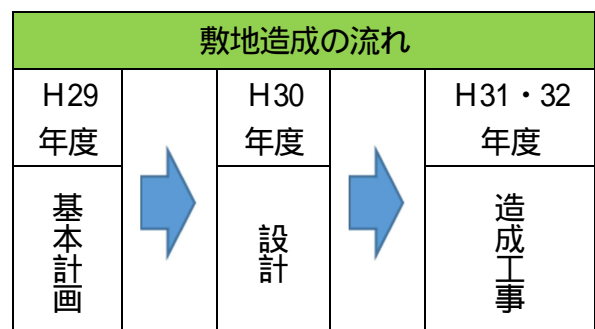 敷地造成の流れ
H29
年度
H30
年度
H31・32
年度
基本計画
設計
造成工事